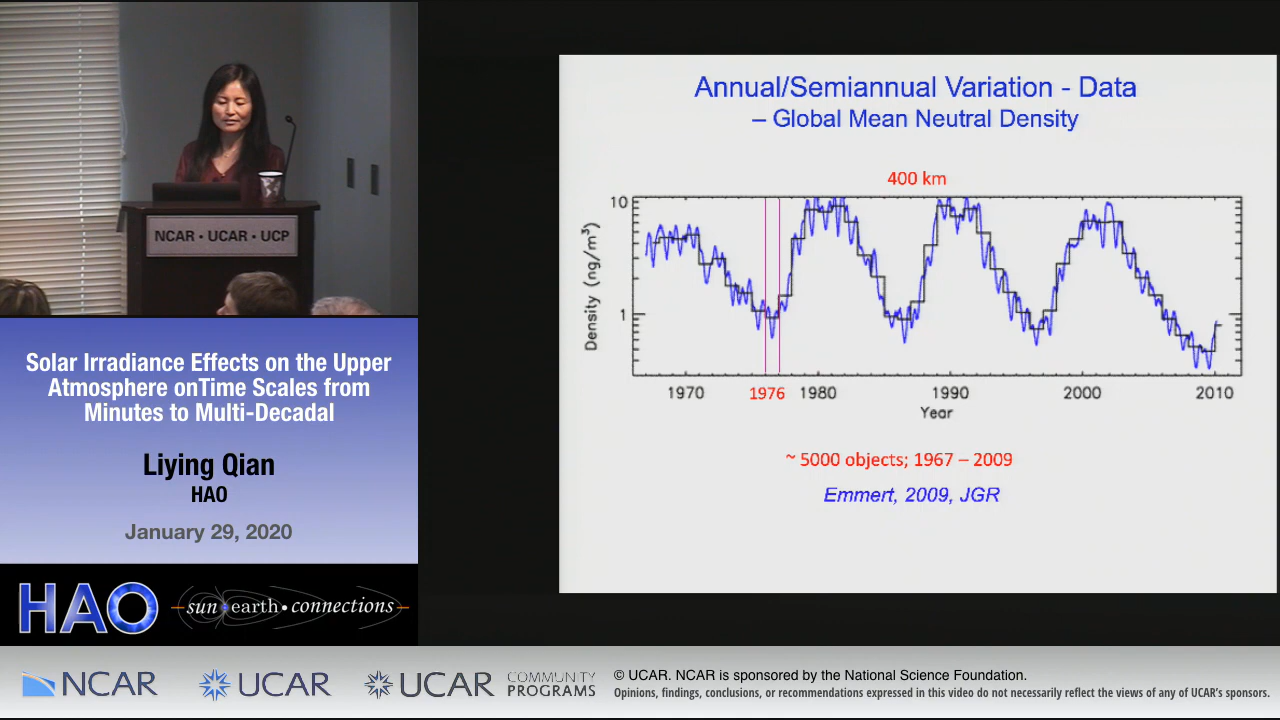 NCAR • UCAR • UCP
Solar Irradiance Effects on the Upper
Atmosphere onTime Scales from
Minutes to Multi-Decadal
Liying Qian
HAO
January 29, 2020
HAO
sun•earth•connections
Annual/Semiannual Variation - Data
– Global Mean Neutral Density
400 km
10
1
Density (ng/m³)
1970
1976
1980
1990
2000
2010
Year
~ 5000 objects; 1967 – 2009
Emmert, 2009, JGR
NCAR
UCAR
UCAR
COMMUNITY
PROGRAMS
© UCAR. NCAR is sponsored by the National Science Foundation.
Opinions, findings, conclusions, or recommendations expressed in this video do not necessarily reflect the views of any of UCAR's sponsors.